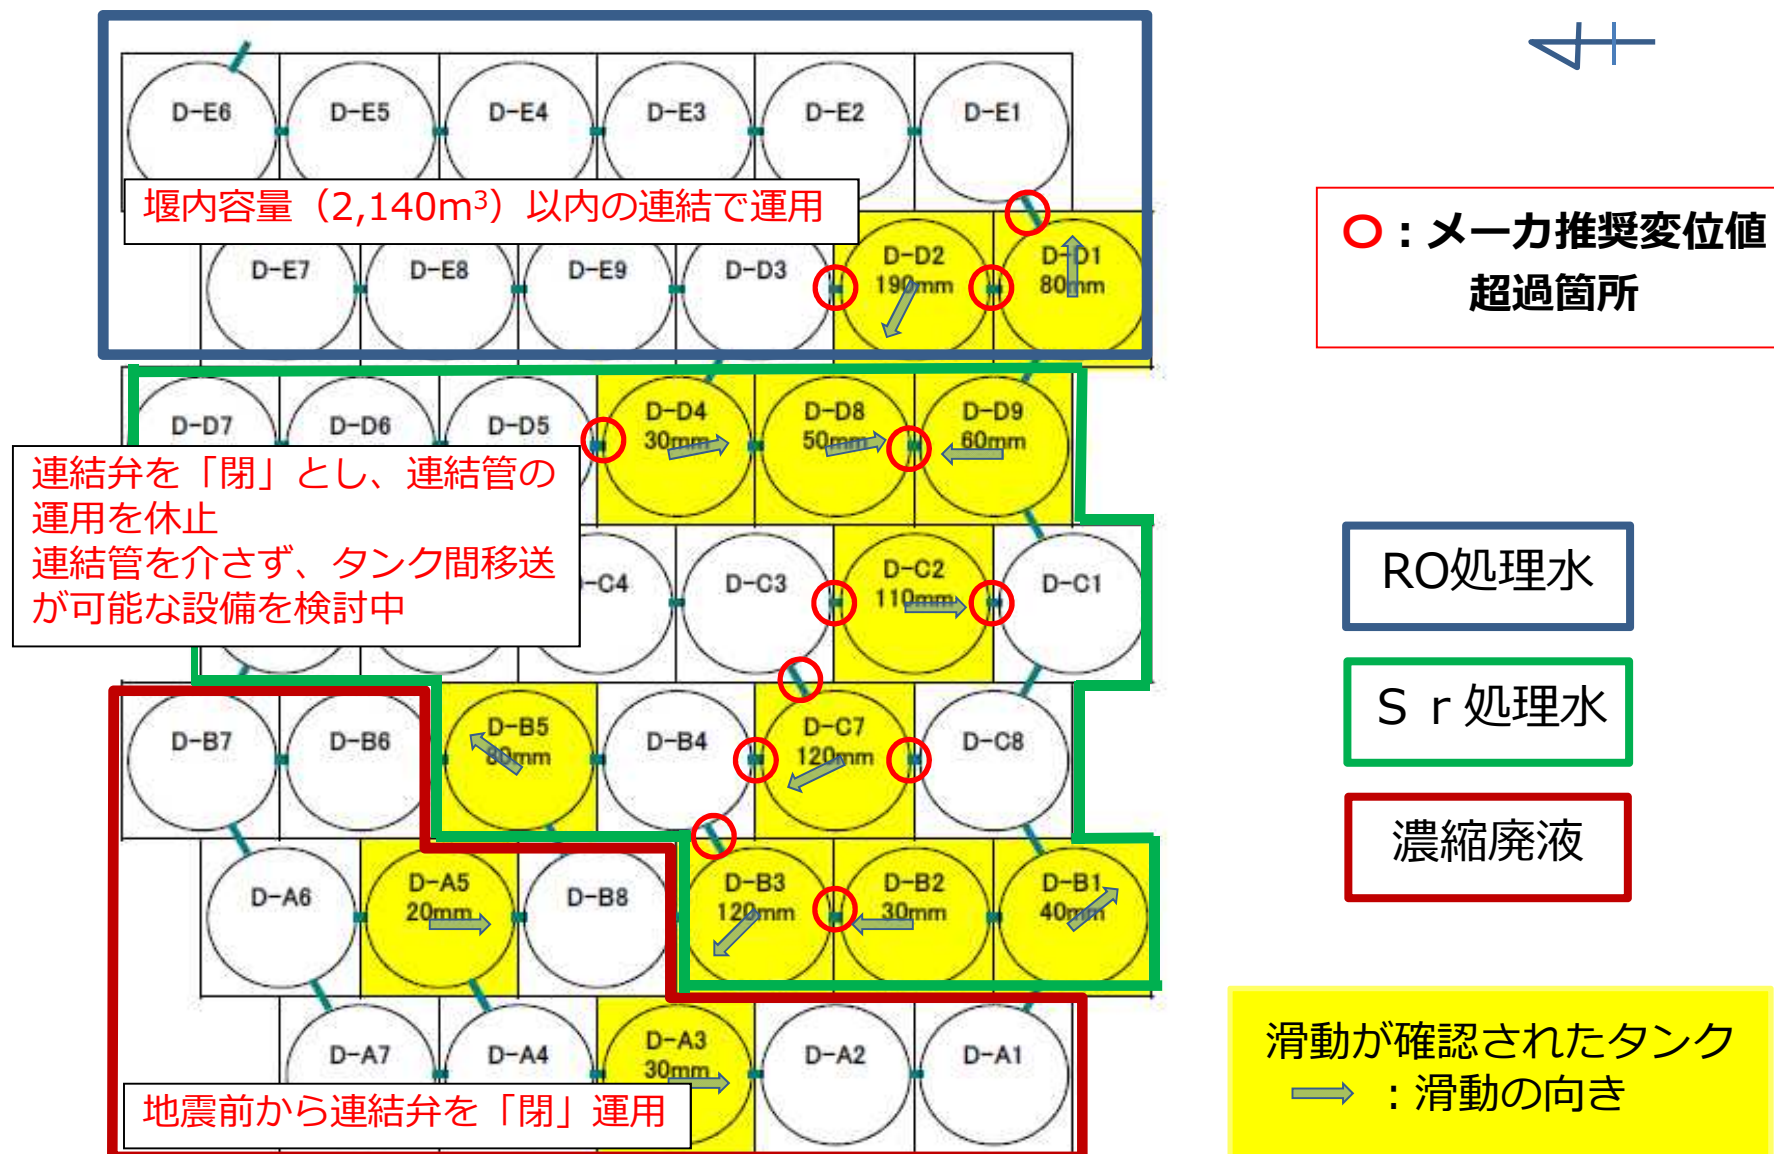 D-E6
D-E5
D-E4
D-E3
D-E2
D-E1
堰内容量（2,140m³）以内の連結で運用
D-E7
D-E8
D-E9
D-D3
D-D2
190mm
D-D1
80mm
○：メーカ推奨変位値
超過箇所
D-D7
D-D6
D-D5
D-D4
30mm
D-D8
50mm
D-D9
60mm
連結弁を「閉」とし、連結管の
運用を休止
連結管を介さず、タンク間移送
が可能な設備を検討中
-C4
D-C3
D-C2
110mm
D-C1
RO処理水
Ｓｒ処理水
濃縮廃液
D-B7
D-B6
D-B5
80mm
D-B4
D-C7
120mm
D-C8
D-A6
D-A5
20mm
D-B8
D-B3
120mm
D-B2
30mm
D-B1
40mm
D-A7
D-A4
D-A3
30mm
D-A2
D-A1
地震前から連結弁を「閉」運用
滑動が確認されたタンク
：滑動の向き